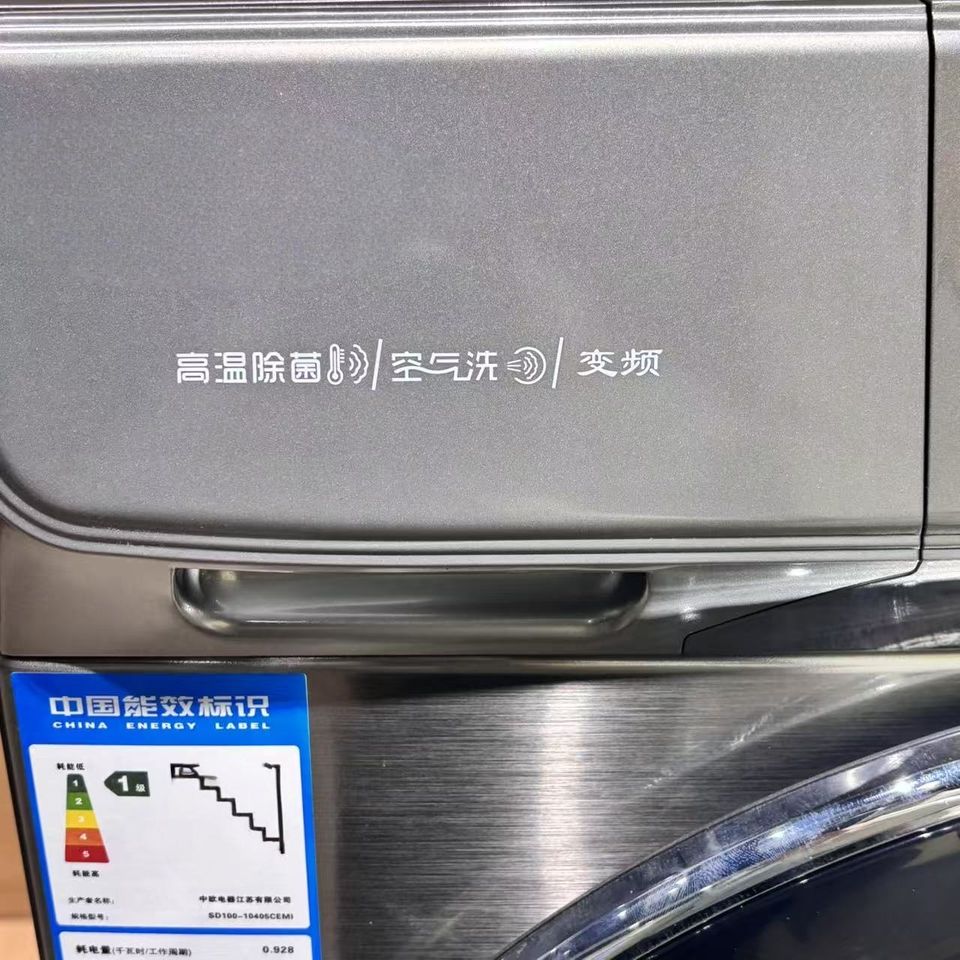 高温除菌/空气洗/变频
中国能效标识
CHINA ENERGY LABEL
耗能低
1
1级
2
3
4
5
耗能高
生产者名称: 中欧电器江苏有限公司
规格型号: SD100-10405CEMI
耗电量(千瓦时/工作周期) 0.928